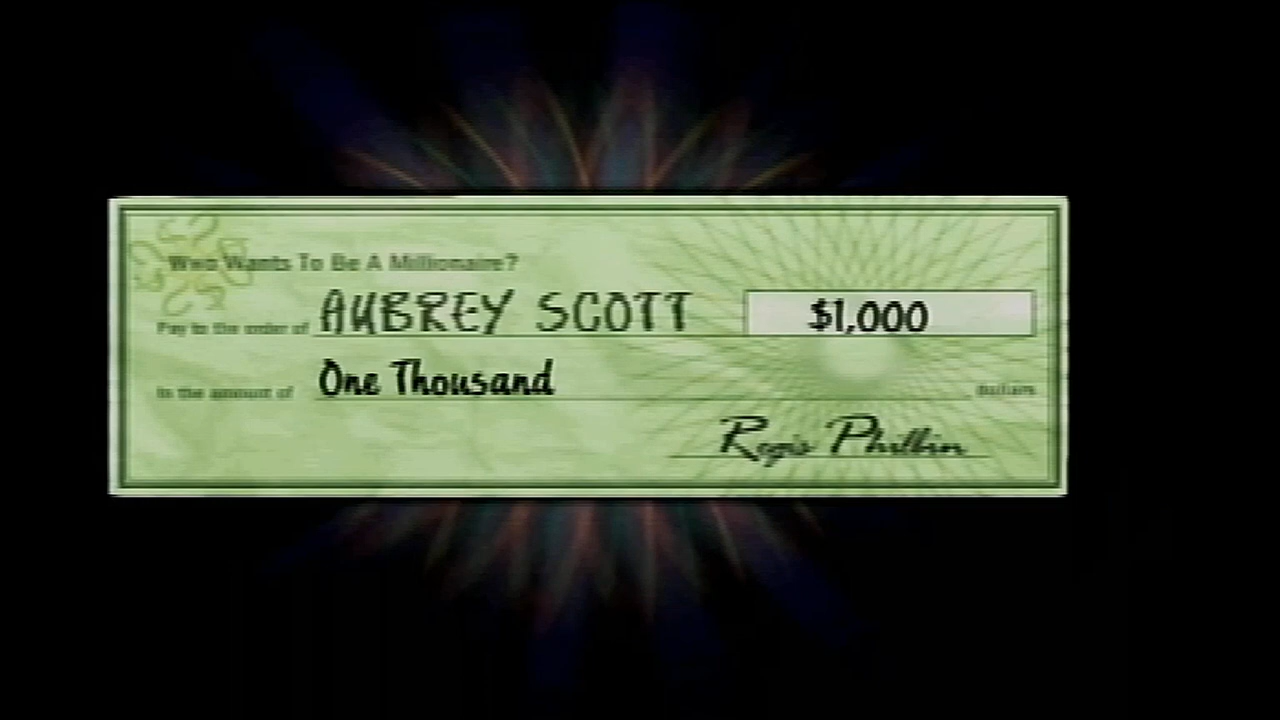 Who Wants To Be A Millionaire?
Pay to the order of AUBREY SCOTT $1,000
In the amount of One Thousand dollars
Regis Philbin